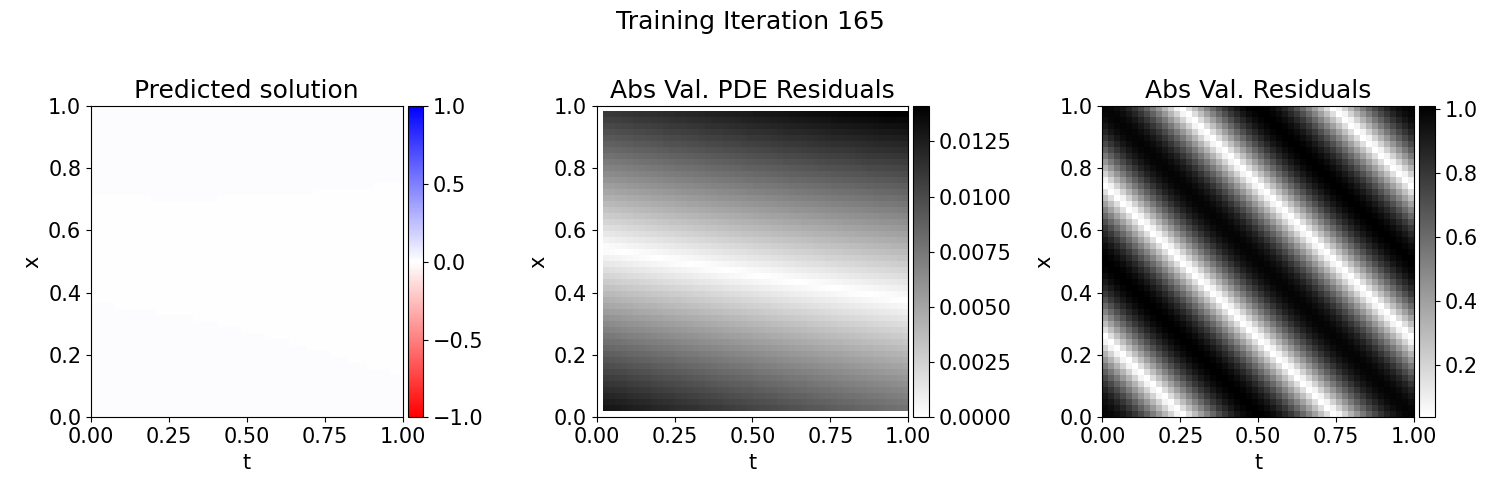 Training Iteration 165
Predicted solution
1.0
0.8
0.6
0.4
0.2
0.0
x
0.00 0.25 0.50 0.75 1.00
t
1.0
0.5
0.0
−0.5
−1.0
Abs Val. PDE Residuals
1.0
0.8
0.6
0.4
0.2
0.0
x
0.00 0.25 0.50 0.75 1.00
t
0.0125
0.0100
0.0075
0.0050
0.0025
0.0000
Abs Val. Residuals
1.0
0.8
0.6
0.4
0.2
0.0
x
0.00 0.25 0.50 0.75 1.00
t
1.0
0.8
0.6
0.4
0.2